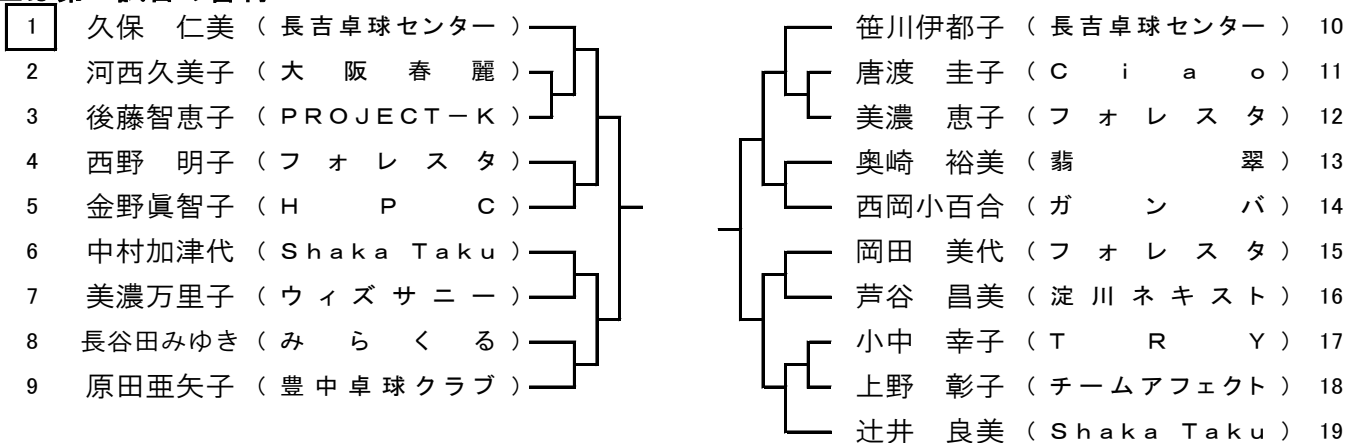 1 久保 仁美 ( 長吉卓球センター )
2 河西久美子 ( 大阪春麗 )
3 後藤智恵子 ( PROJECT-K )
4 西野 明子 ( フォレスタ )
5 金野眞智子 ( HPC )
6 中村加津代 ( Shaka Taku )
7 美濃万里子 ( ウィズサニー )
8 長谷田みゆき ( みらくる )
9 原田亜矢子 ( 豊中卓球クラブ )
笹川伊都子 ( 長吉卓球センター ) 10
唐渡 圭子 ( Ciao ) 11
美濃 恵子 ( フォレスタ ) 12
奥崎 裕美 ( 翡翠 ) 13
西岡小百合 ( ガンバ ) 14
岡田 美代 ( フォレスタ ) 15
芦谷 昌美 ( 淀川ネキスト ) 16
小中 幸子 ( TRY ) 17
上野 彰子 ( チームアフェクト ) 18
辻井 良美 ( Shaka Taku ) 19